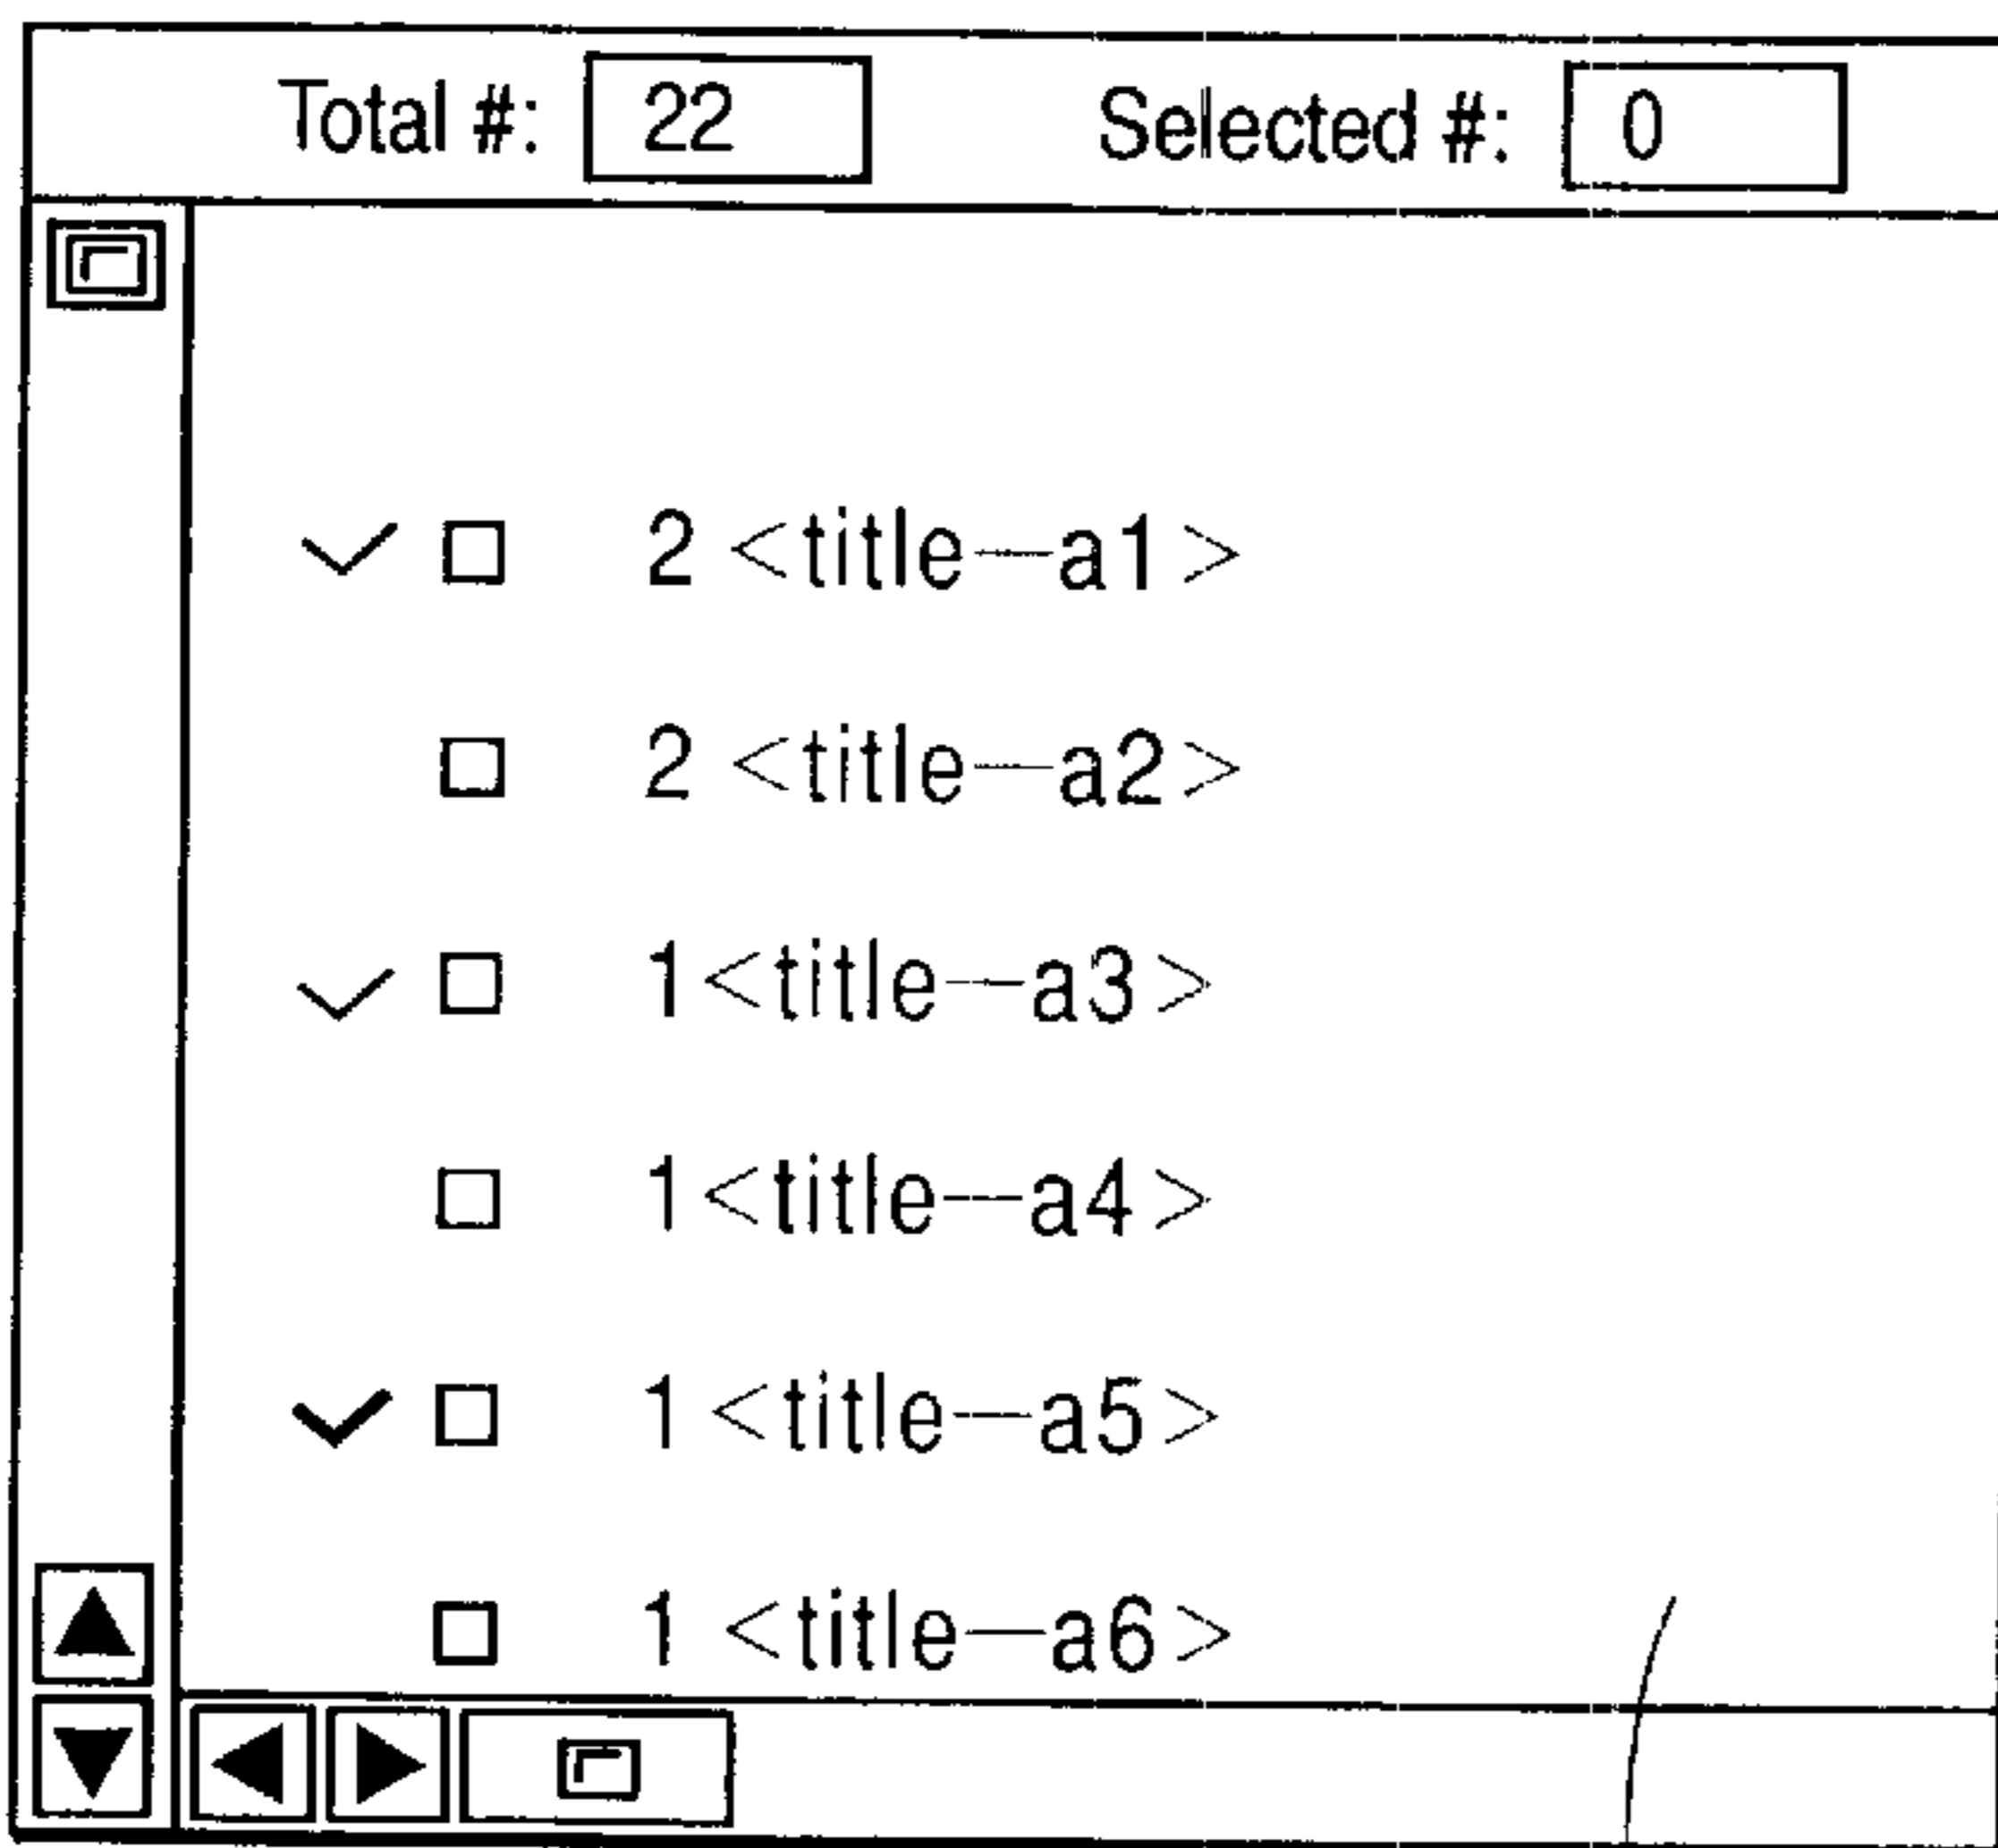 Total #: 22 Selected #: 0
✓ □ 2 <title—a1>
□ 2 <title—a2>
✓ □ 1<title—a3>
□ 1<title—a4>
✓ □ 1 <title—a5>
□ 1 <title—a6>